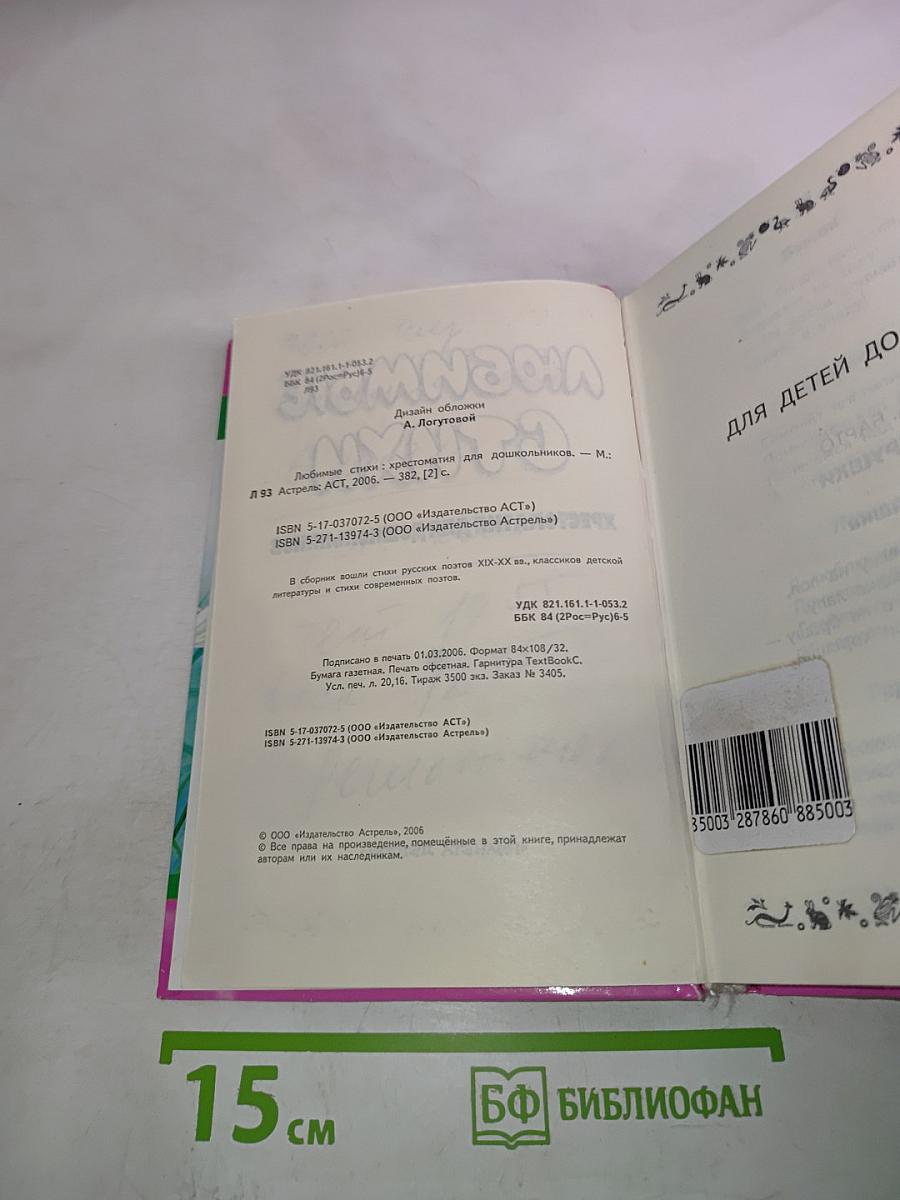 УДК 821.161.1-1-053.2
ББК 84 (2Рос=Рус)6-5
Л93
Дизайн обложки
А. Логутовой
Любимые стихи : хрестоматия для дошкольников. — М.:
Л 93 Астрель: АСТ, 2006. — 382, [2] с.
ISBN 5-17-037072-5 (ООО «Издательство АСТ»)
ISBN 5-271-13974-3 (ООО «Издательство Астрель»)
В сборник вошли стихи русских поэтов XIX-XX вв., классиков детской
литературы и стихи современных поэтов.
УДК 821.161.1-1-053.2
ББК 84 (2Рос=Рус)6-5
Подписано в печать 01.03.2006. Формат 84×108/32.
Бумага газетная. Печать офсетная. Гарнитура TextBookC.
Усл. печ. л. 20,16. Тираж 3500 экз. Заказ № 3405.
ISBN 5-17-037072-5 (ООО «Издательство АСТ»)
ISBN 5-271-13974-3 (ООО «Издательство Астрель»)
© ООО «Издательство Астрель», 2006
© Все права на произведение, помещённые в этой книге, принадлежат
авторам или их наследникам.
ДЛЯ ДЕТЕЙ ДО
85003 287860 885003
15 см
БФ БИБЛИОФАН